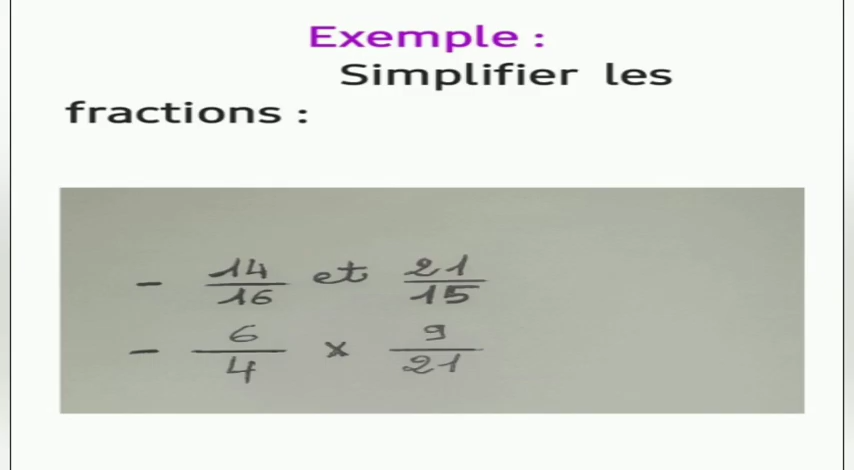 Exemple :
Simplifier les
fractions :
- 14/16 et 21/15
- 6/4 x 9/21